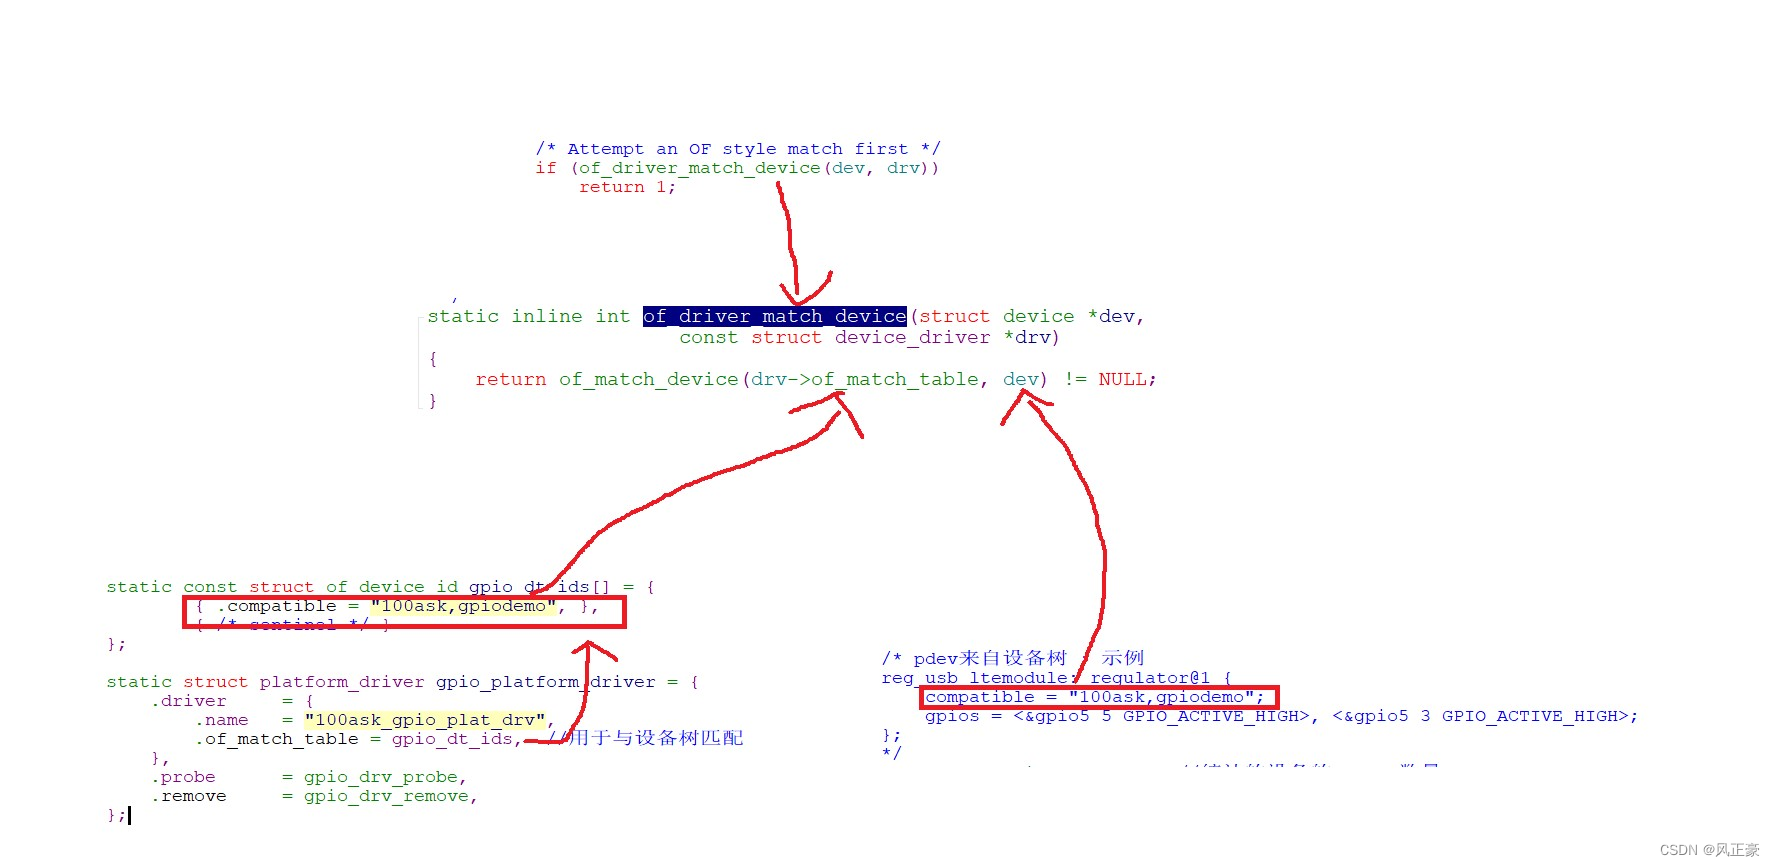 /* Attempt an OF style match first */
if (of_driver_match_device(dev, drv))
return 1;
static inline int of_driver_match_device(struct device *dev,
const struct device_driver *drv)
{
return of_match_device(drv->of_match_table, dev) != NULL;
}
static const struct of_device_id gpio_dt_ids[] = {
{ .compatible = "100ask,gpiodemo", },
{ /* sentinel */ }
};
static struct platform_driver gpio_platform_driver = {
.driver = {
.name = "100ask_gpio_plat_drv",
.of_match_table = gpio_dt_ids, //用于与设备树匹配
},
.probe = gpio_drv_probe,
.remove = gpio_drv_remove,
};
/* pdev来自设备树 示例
reg_usb_ltemodule: regulator@1 {
compatible = "100ask,gpiodemo";
gpios = <&gpio5 5 GPIO_ACTIVE_HIGH>, <&gpio5 3 GPIO_ACTIVE_HIGH>;
};
*/
CSDN @风正豪